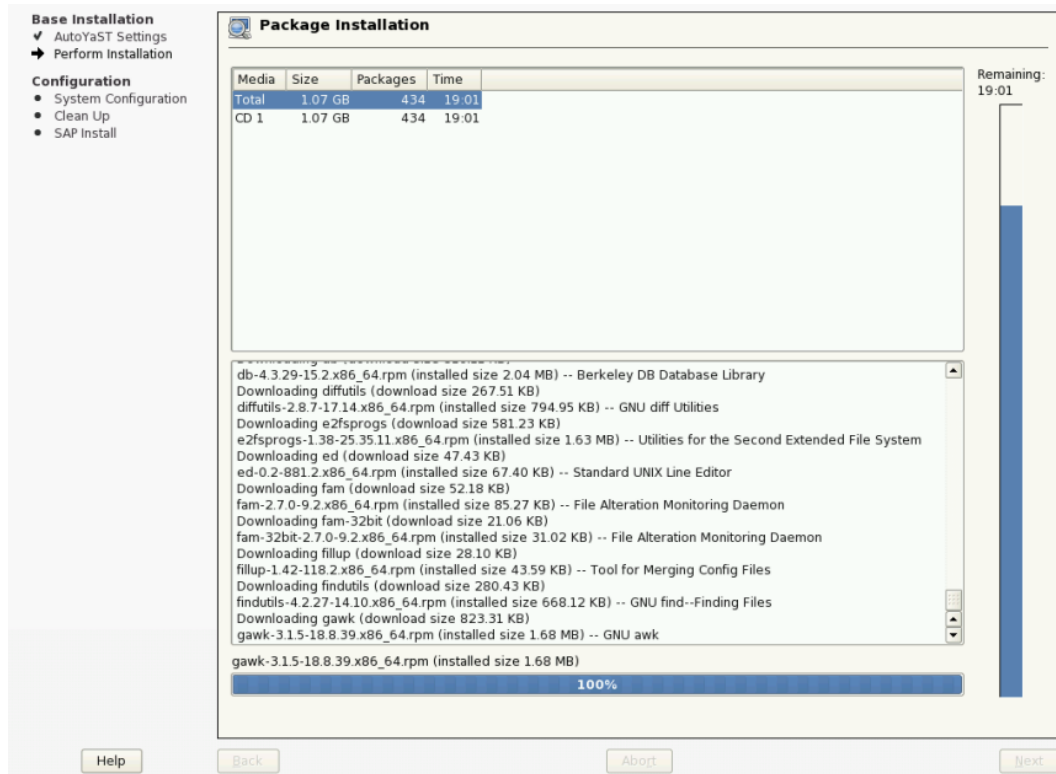 Base Installation
AutoYaST Settings
Perform Installation
Configuration
System Configuration
Clean Up
SAP Install
Package Installation
Media Size Packages Time
Total 1.07 GB 434 19:01
CD 1 1.07 GB 434 19:01
Remaining:
19:01
db-4.3.29-15.2.x86_64.rpm (installed size 2.04 MB) -- Berkeley DB Database Library
Downloading diffutils (download size 267.51 KB)
diffutils-2.8.7-17.14.x86_64.rpm (installed size 794.95 KB) -- GNU diff Utilities
Downloading e2fsprogs (download size 581.23 KB)
e2fsprogs-1.38-25.35.11.x86_64.rpm (installed size 1.63 MB) -- Utilities for the Second Extended File System
Downloading ed (download size 47.43 KB)
ed-0.2-881.2.x86_64.rpm (installed size 67.40 KB) -- Standard UNIX Line Editor
Downloading fam (download size 52.18 KB)
fam-2.7.0-9.2.x86_64.rpm (installed size 85.27 KB) -- File Alteration Monitoring Daemon
Downloading fam-32bit (download size 21.06 KB)
fam-32bit-2.7.0-9.2.x86_64.rpm (installed size 31.02 KB) -- File Alteration Monitoring Daemon
Downloading fillup (download size 28.10 KB)
fillup-1.42-118.2.x86_64.rpm (installed size 43.59 KB) -- Tool for Merging Config Files
Downloading findutils (download size 280.43 KB)
findutils-4.2.27-14.10.x86_64.rpm (installed size 668.12 KB) -- GNU find--Finding Files
Downloading gawk (download size 823.31 KB)
gawk-3.1.5-18.8.39.x86_64.rpm (installed size 1.68 MB) -- GNU awk
gawk-3.1.5-18.8.39.x86_64.rpm (installed size 1.68 MB)
100%
Help
Back
Abort
Next